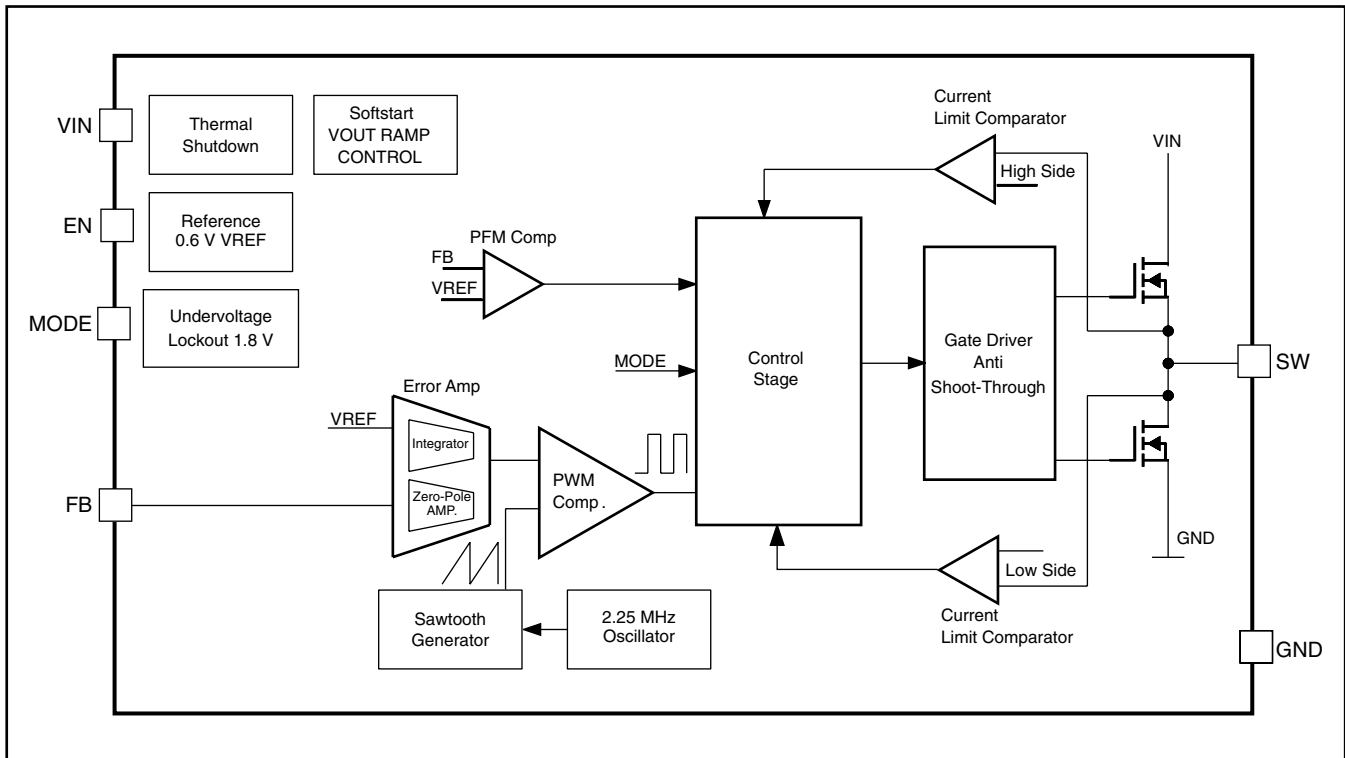 VIN
Thermal
Shutdown
Softstart
VOUT RAMP
CONTROL
EN
Reference
0.6 V VREF
MODE
Undervoltage
Lockout 1.8 V
FB
PFM Comp
FB
VREF
MODE
Error Amp
VREF
Integrator
Zero-Pole
AMP.
PWM
Comp .
Sawtooth
Generator
2.25 MHz
Oscillator
Control
Stage
Current
Limit Comparator
High Side
Gate Driver
Anti
Shoot-Through
Low Side
Current
Limit Comparator
VIN
GND
SW
GND